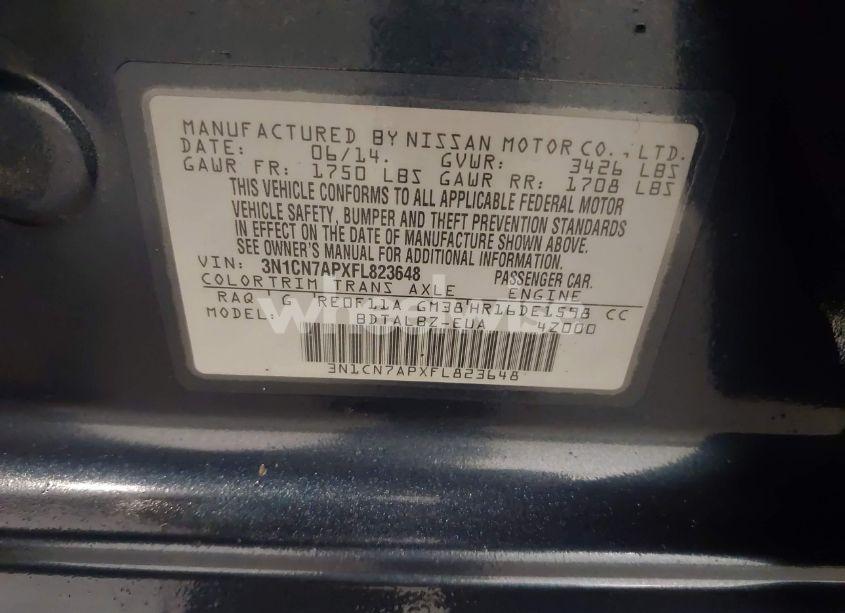 MANUFACTURED BY NISSAN MOTOR CO., LTD.
DATE: 06/14. GVWR: 3426 LBS
GAWR FR: 1750 LBS GAWR RR: 1708 LBS
THIS VEHICLE CONFORMS TO ALL APPLICABLE FEDERAL MOTOR
VEHICLE SAFETY, BUMPER AND THEFT PREVENTION STANDARDS
IN EFFECT ON THE DATE OF MANUFACTURE SHOWN ABOVE.
SEE OWNER'S MANUAL FOR ADDITIONAL INFORMATION.
VIN: 3N1CN7APXFL823648 PASSENGER CAR.
COLOR TRIM TRANS AXLE ENGINE
RAQ G RE0F11A GM38 HR16DE1598 CC
MODEL: BDTALBZ-EUA 4Z000
3N1CN7APXFL823648